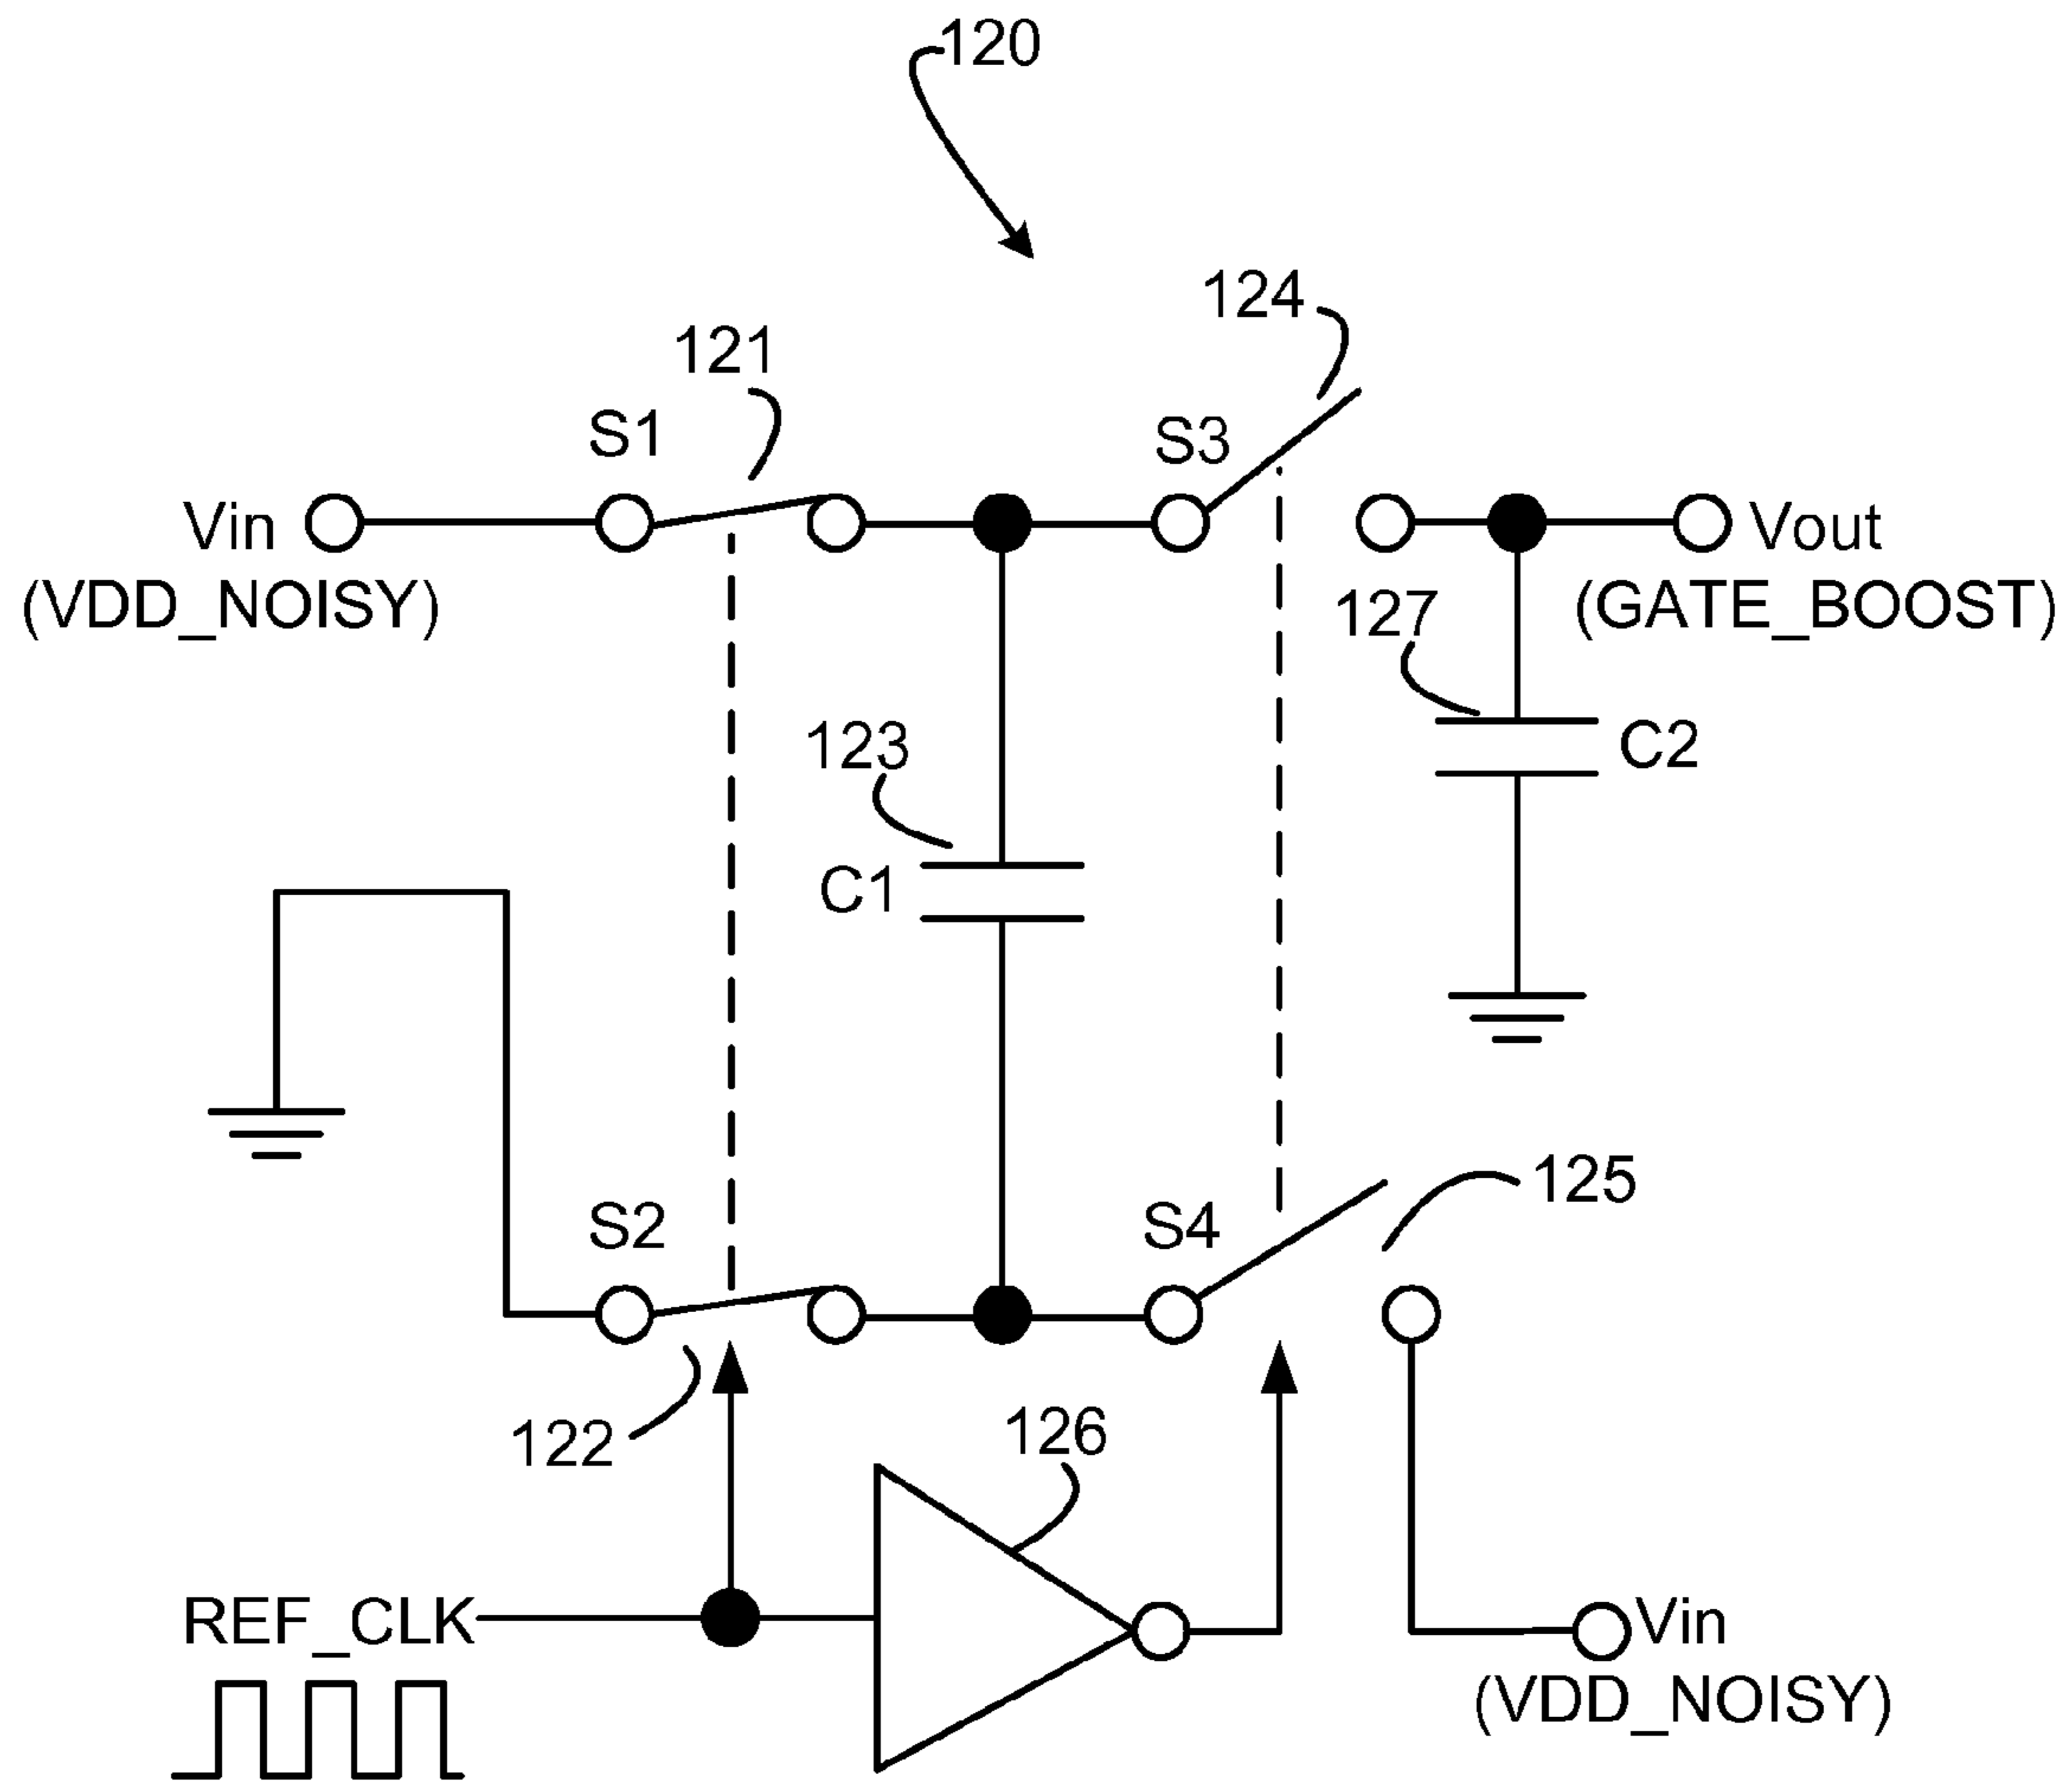 120
124
121
S1
S3
Vin
Vout
(VDD_NOISY)
127
(GATE_BOOST)
123
C2
C1
125
S2
S4
122
126
REF_CLK
Vin
(VDD_NOISY)